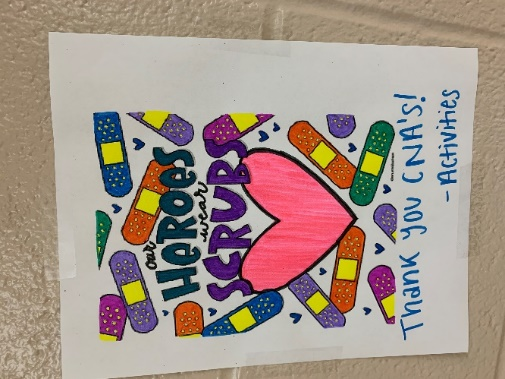 our
HEROES
wear
SCRUBS
Thank you CNA's!
-Activities